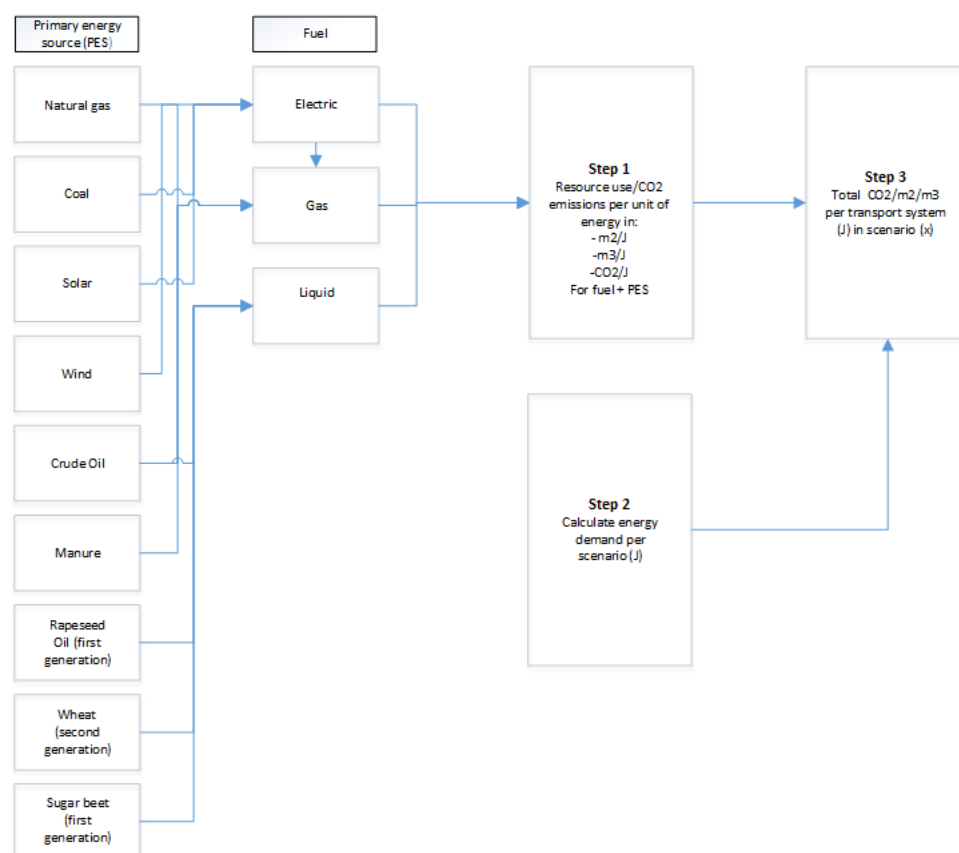 Primary energy
source (PES)
Fuel
Natural gas
Electric
Coal
Gas
Solar
Liquid
Wind
Crude Oil
Manure
Rapeseed
Oil (first
generation)
Wheat
(second
generation)
Sugar beet
(first
generation)
Step 1
Resource use/CO2
emissions per unit of
energy in:
- m2/J
-m3/J
-CO2/J
For fuel + PES
Step 2
Calculate energy
demand per
scenario (J)
Step 3
Total CO2/m2/m3
per transport system
(J) in scenario (x)